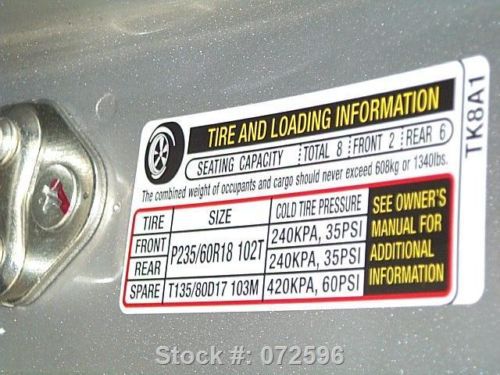 TIRE AND LOADING INFORMATION
SEATING CAPACITY TOTAL 8 FRONT 2 REAR 6
The combined weight of occupants and cargo should never exceed 608kg or 1340lbs.
TIRE SIZE COLD TIRE PRESSURE
FRONT P235/60R18 102T 240KPA, 35PSI
REAR 240KPA, 35PSI
SPARE T135/80D17 103M 420KPA, 60PSI
SEE OWNER'S
MANUAL FOR
ADDITIONAL
INFORMATION
TK8A1
Stock #: 072596